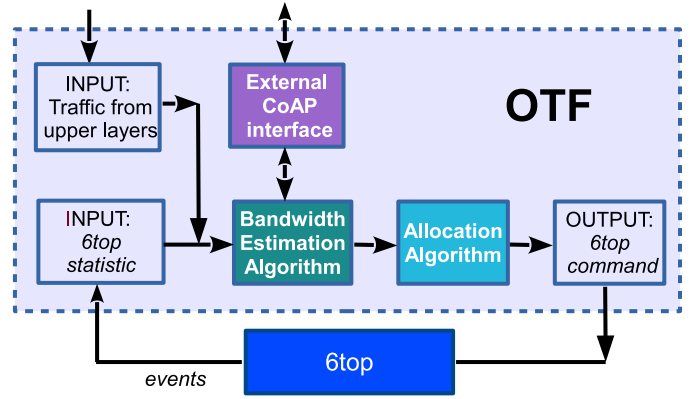 INPUT:
Traffic from
upper layers
External
CoAP
interface
OTF
INPUT:
6top
statistic
Bandwidth
Estimation
Algorithm
Allocation
Algorithm
OUTPUT:
6top
command
6top
events